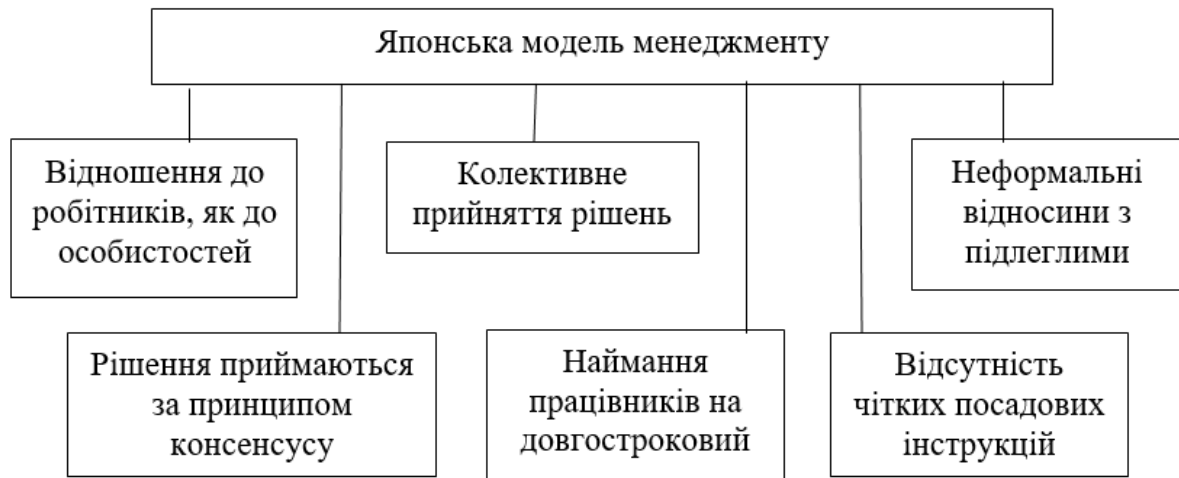 Японська модель менеджменту
Відношення до
робітників, як до
особистостей
Колективне
прийняття рішень
Неформальні
відносини з
підлеглими
Рішення приймаються
за принципом
консенсусу
Наймання
працівників на
довгостроковий
Відсутність
чітких посадових
інструкцій